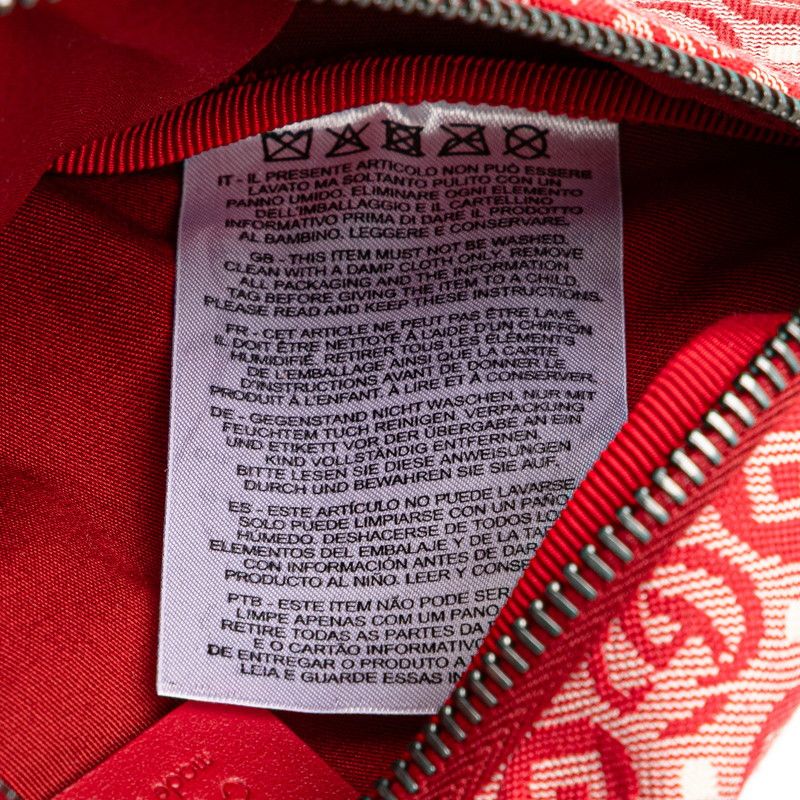 IT - IL PRESENTE ARTICOLO NON PUÒ ESSERE
LAVATO MA SOLTANTO PULITO CON UN
PANNO UMIDO. ELIMINARE OGNI ELEMENTO
DELL'IMBALLAGGIO E IL CARTELLINO
INFORMATIVO PRIMA DI DARE IL PRODOTTO
AL BAMBINO. LEGGERE E CONSERVARE.
GB - THIS ITEM MUST NOT BE WASHED.
CLEAN WITH A DAMP CLOTH ONLY. REMOVE
ALL PACKAGING AND THE INFORMATION
TAG BEFORE GIVING THE ITEM TO A CHILD.
PLEASE READ AND KEEP THESE INSTRUCTIONS.
FR - CET ARTICLE NE PEUT PAS ÊTRE LAVÉ.
IL DOIT ÊTRE NETTOYÉ À L'AIDE D'UN CHIFFON
HUMIDIFIÉ. RETIRER TOUS LES ÉLÉMENTS
DE L'EMBALLAGE AINSI QUE LA CARTE
D'INSTRUCTIONS AVANT DE DONNER LE
PRODUIT À L'ENFANT. À LIRE ET À CONSERVER.
DE - GEGENSTAND NICHT WASCHEN, NUR MIT
FEUCHTEM TUCH REINIGEN. VERPACKUNG
UND ETIKETT VOR DER ÜBERGABE AN EIN
KIND VOLLSTÄNDIG ENTFERNEN.
BITTE LESEN SIE DIESE ANWEISUNGEN
DURCH UND BEWAHREN SIE SIE AUF.
ES - ESTE ARTÍCULO NO PUEDE LAVARSE
SOLO PUEDE LIMPIARSE CON UN PAÑO
HÚMEDO. DESHACERSE DE TODOS LO
ELEMENTOS DEL EMBALAJE Y DE LA TA
CON INFORMACIÓN ANTES DE DAR
PRODUCTO AL NIÑO. LEER Y CONSE
PTB - ESTE ITEM NÃO PODE SER
LIMPE APENAS COM UM PANO
RETIRE TODAS AS PARTES DA
E O CARTÃO INFORMATIV
DE ENTREGAR O PRODUTO A
LEIA E GUARDE ESSAS IN